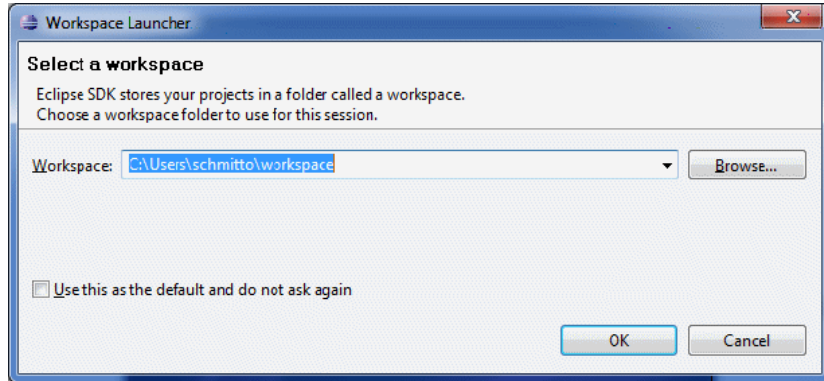 Workspace Launcher
Select a workspace
Eclipse SDK stores your projects in a folder called a workspace.
Choose a workspace folder to use for this session.
Workspace: C:\Users\schmitto\workspace Browse...
Use this as the default and do not ask again
OK Cancel